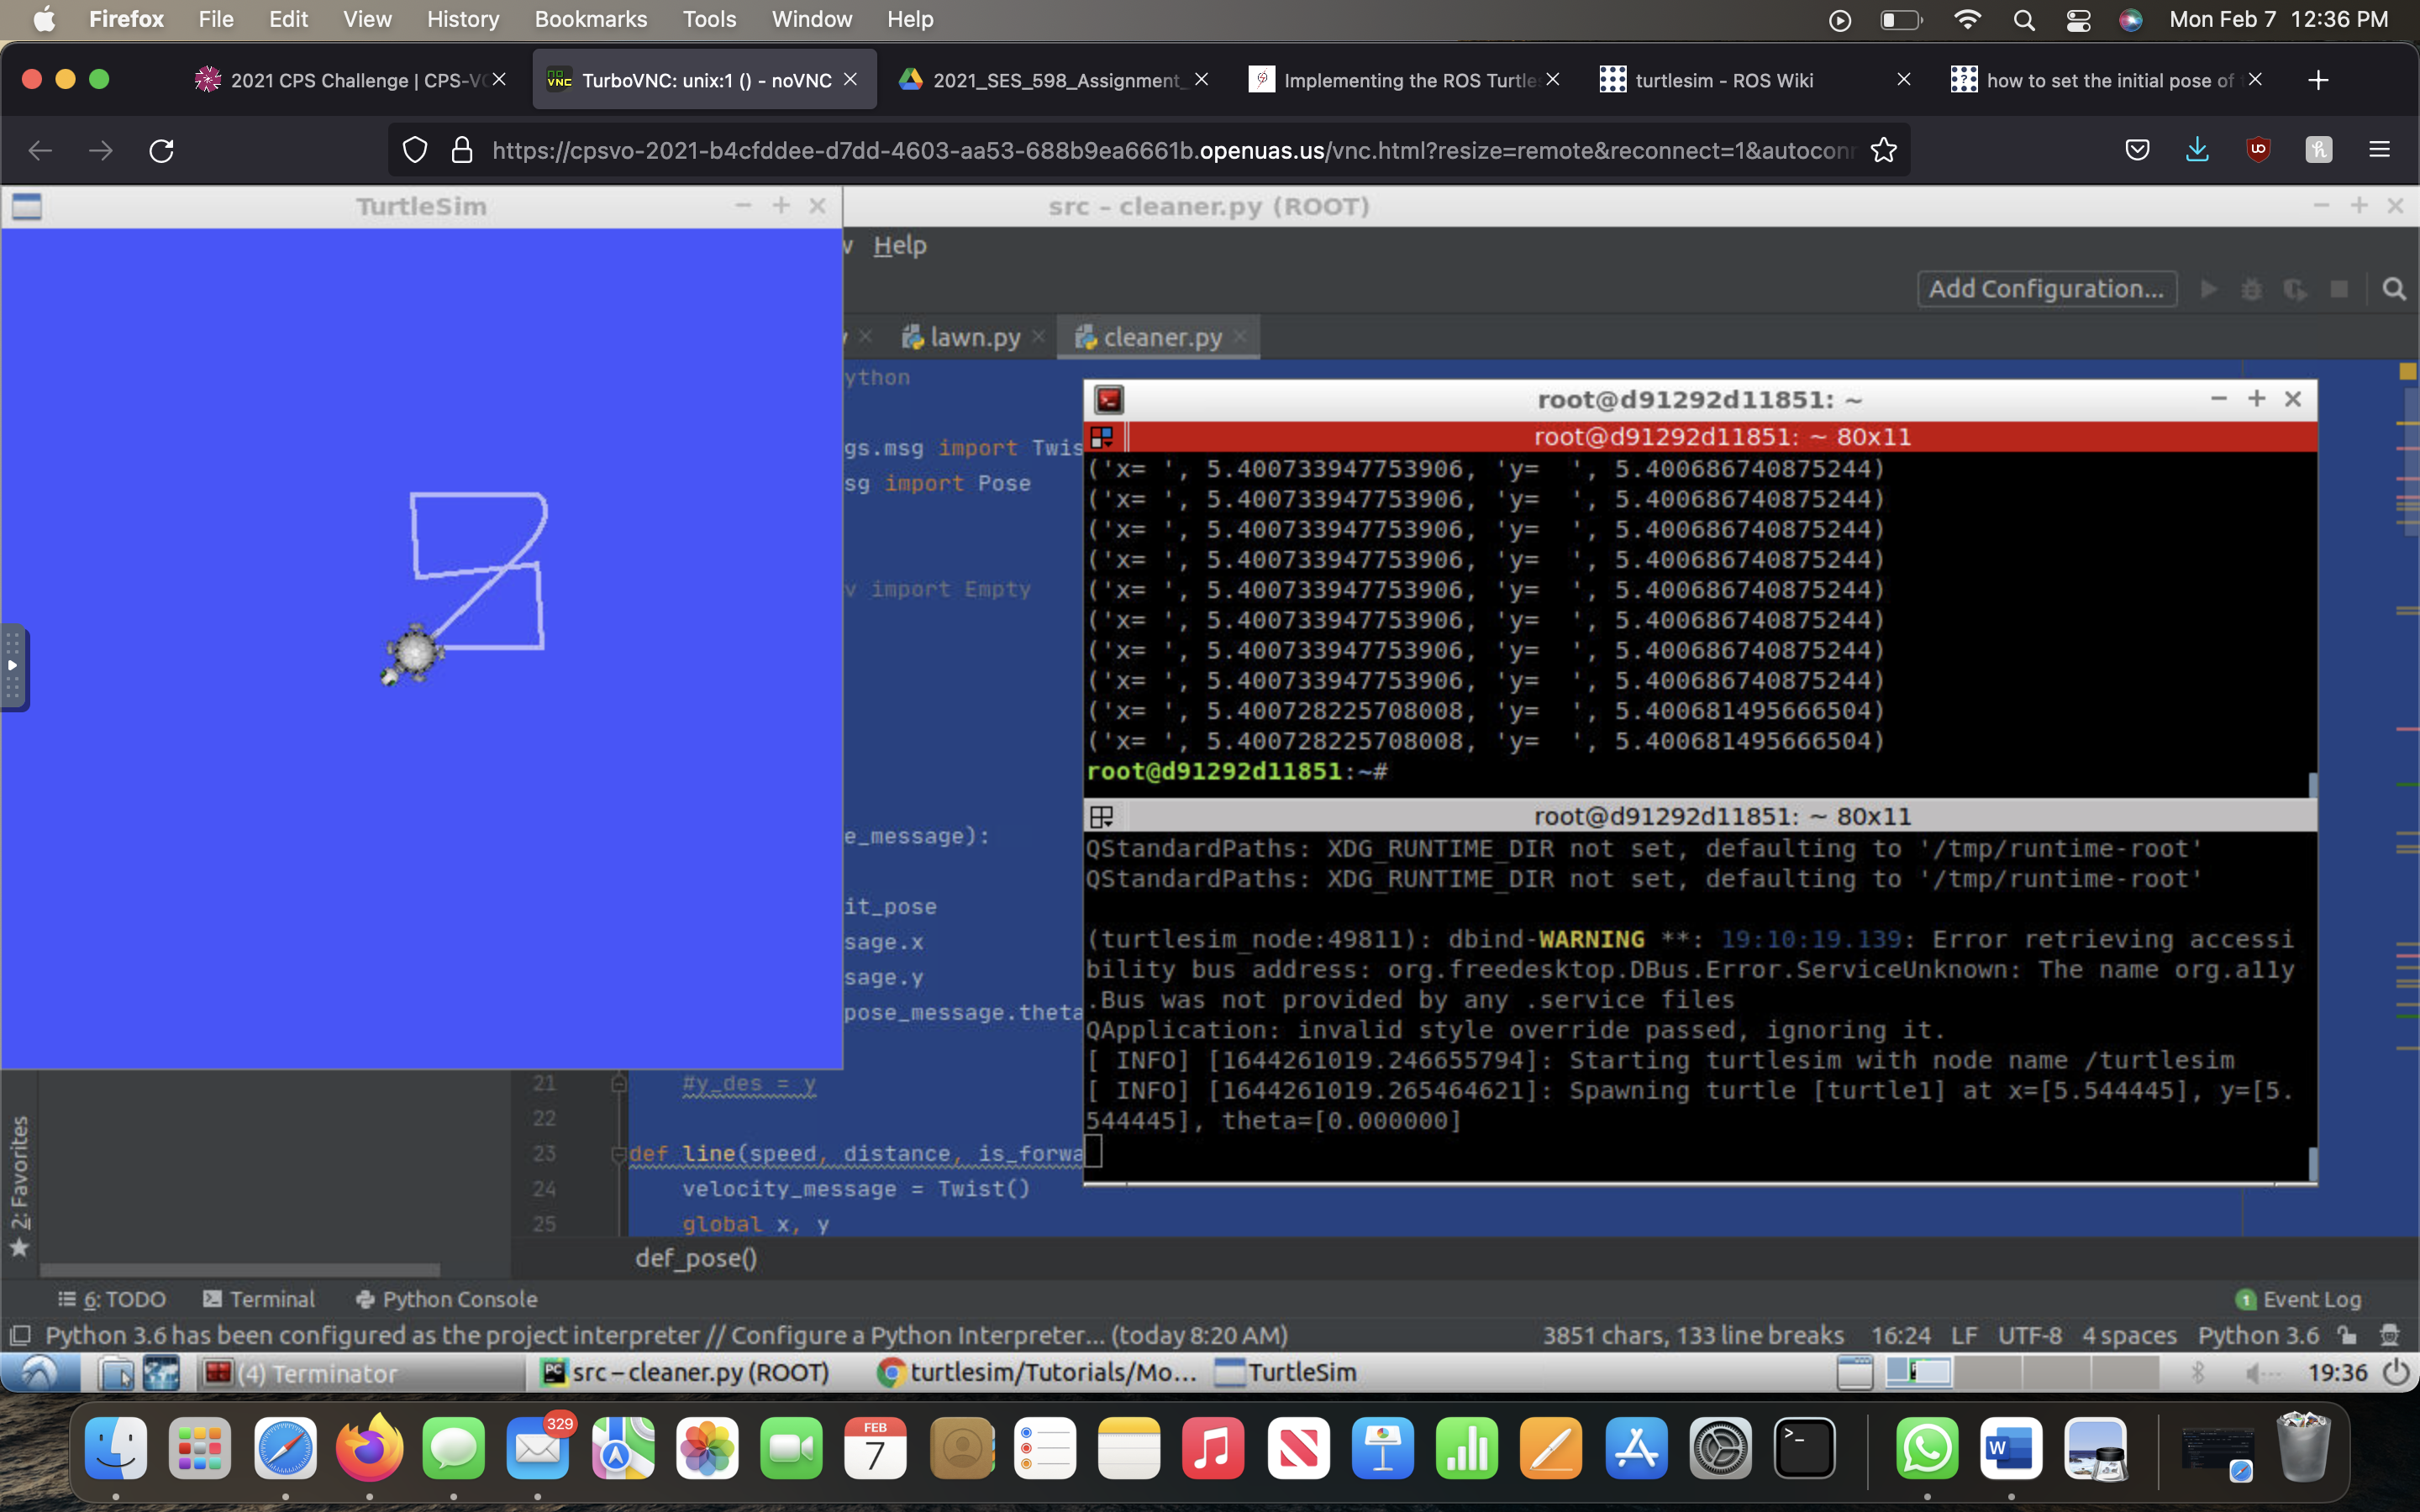 Firefox File Edit View History Bookmarks Tools Window Help Mon Feb 7 12:36 PM
2021 CPS Challenge | CPS-VO
TurboVNC: unix:1 () - noVNC
2021_SES_598_Assignment_
Implementing the ROS Turtle
turtlesim - ROS Wiki
how to set the initial pose of
https://cpsvo-2021-b4cfddee-d7dd-4603-aa53-688b9ea6661b.openuas.us/vnc.html?resize=remote&reconnect=1&autoconn
TurtleSim
src – cleaner.py (ROOT)
Help
Add Configuration...
lawn.py
cleaner.py
ython
gs.msg import Twis
sg import Pose
v import Empty
e_message):
it_pose
sage.x
sage.y
pose_message.theta
21 #y_des = y
22
23 def line(speed, distance, is_forwa
24 velocity_message = Twist()
25 global x, y
def_pose()
root@d91292d11851: ~
root@d91292d11851: ~ 80x11
('x= ', 5.400733947753906, 'y=  ', 5.400686740875244)
('x= ', 5.400733947753906, 'y=  ', 5.400686740875244)
('x= ', 5.400733947753906, 'y=  ', 5.400686740875244)
('x= ', 5.400733947753906, 'y=  ', 5.400686740875244)
('x= ', 5.400733947753906, 'y=  ', 5.400686740875244)
('x= ', 5.400733947753906, 'y=  ', 5.400686740875244)
('x= ', 5.400733947753906, 'y=  ', 5.400686740875244)
('x= ', 5.400733947753906, 'y=  ', 5.400686740875244)
('x= ', 5.400728225708008, 'y=  ', 5.400681495666504)
('x= ', 5.400728225708008, 'y=  ', 5.400681495666504)
root@d91292d11851:~#
root@d91292d11851: ~ 80x11
QStandardPaths: XDG_RUNTIME_DIR not set, defaulting to '/tmp/runtime-root'
QStandardPaths: XDG_RUNTIME_DIR not set, defaulting to '/tmp/runtime-root'
(turtlesim_node:49811): dbind-WARNING **: 19:10:19.139: Error retrieving accessi
bility bus address: org.freedesktop.DBus.Error.ServiceUnknown: The name org.a11y
.Bus was not provided by any .service files
QApplication: invalid style override passed, ignoring it.
[ INFO] [1644261019.246655794]: Starting turtlesim with node name /turtlesim
[ INFO] [1644261019.265464621]: Spawning turtle [turtle1] at x=[5.544445], y=[5.
544445], theta=[0.000000]
2: Favorites
6: TODO Terminal Python Console 1 Event Log
Python 3.6 has been configured as the project interpreter // Configure a Python Interpreter... (today 8:20 AM) 3851 chars, 133 line breaks 16:24 LF UTF-8 4 spaces Python 3.6
(4) Terminator src – cleaner.py (ROOT) turtlesim/Tutorials/Mo... TurtleSim 19:36
329
FEB
7